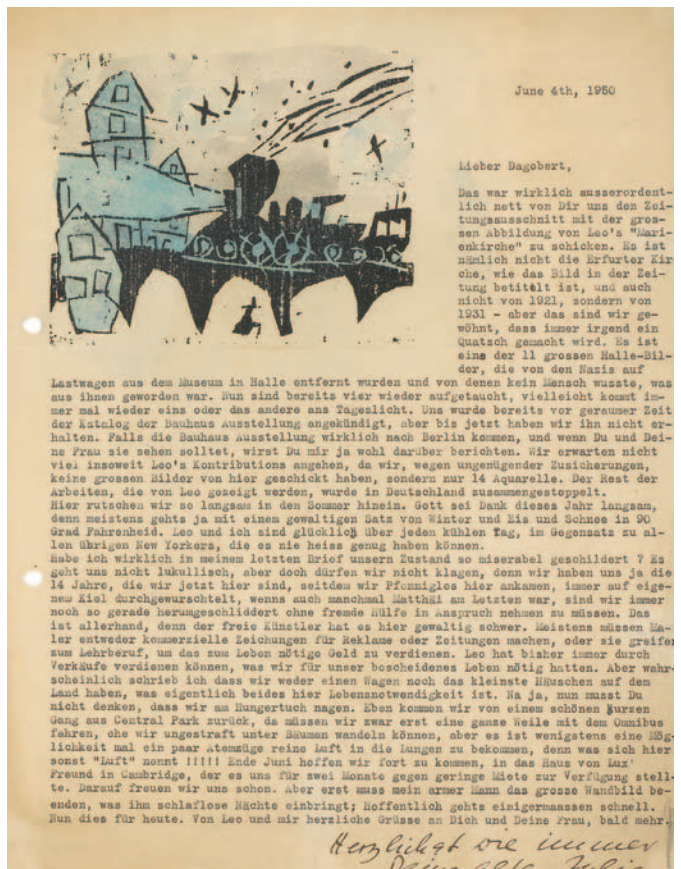 June 4th, 1950
Lieber Dagobert,
Das war wirklich ausserordent-
lich nett von Dir uns den Zei-
tungsausschnitt mit der gros-
sen Abbildung von Leo's "Mari-
enkirche" zu schicken. Es ist
nämlich nicht die Erfurter Kir
che, wie das Bild in der Zei-
tung betitelt ist, und auch
nicht von 1921, sondern von
1931 - aber das sind wir ge-
wöhnt, dass immer irgend ein
Quatsch gemacht wird. Es ist
eins der 11 grossen Halle-Bil-
der, die von den Nazis auf
Lastwagen aus dem Museum in Halle entfernt wurden und von denen kein Mensch wusste, was
aus ihnen geworden war. Nun sind bereits vier wieder aufgetaucht, vielleicht kommt im-
mer mal wieder eins oder das andere ans Tageslicht. Uns wurde bereits vor geraumer Zeit
der Katalog der Bauhaus Ausstellung angekündigt, aber bis jetzt haben wir ihn nicht er-
halten. Falls die Bauhaus Ausstellung wirklich nach Berlin kommen, und wenn Du und Dei-
ne Frau sie sehen solltet, wirst Du mir ja wohl darüber berichten. Wir erwarten nicht
viel insoweit Leo's Kontributions angehen, da wir, wegen ungenügender Zusicherungen,
keine grossen Bilder von hier geschickt haben, sondern nur 14 Aquarelle. Der Rest der
Arbeiten, die von Leo gezeigt werden, wurde in Deutschland zusammengestoppelt.
Hier rutschen wir so langsam in den Sommer hinein. Gott sei Dank dieses Jahr langsam,
denn meistens gehts ja mit einem gewaltigen Satz von Winter und Eis und Schnee in 90
Grad Fahrenheid. Leo und ich sind glücklich über jeden kühlen Tag, im Gegensatz zu al-
len übrigen New Yorkers, die es nie heiss genug haben können.
Habe ich wirklich in meinem letzten Brief unsern Zustand so miserabel geschildert ? Es
geht uns nicht lukullisch, aber doch dürfen wir nicht klagen, denn wir haben uns ja die
14 Jahre, die wir jetzt hier sind, seitdem wir Pfenniglos hier ankamen, immer auf eige-
nem Kiel durchgewurschtelt, wenns auch manchmal Matthäi am Letzten war, sind wir immer
noch so gerade herumgeschliddert ohne fremde Hülfe in Anspruch nehmen zu müssen. Das
ist allerhand, denn der freie Künstler hat es hier gewaltig schwer. Meistens müssen Ma-
ler entweder kommerzielle Zeichungen für Reklame oder Zeitungen machen, oder sie greifen
zum Lehrberuf, um das zum Leben nötige Geld zu verdienen. Leo hat bisher immer durch
Verkäufe verdienen können, was wir für unser bescheidenes Leben nötig hatten. Aber wahr-
scheinlich schrieb ich dass wir weder einen Wagen noch das kleinste Häuschen auf dem
Land haben, was eigentlich beides hier Lebensnotwendigkeit ist. Na ja, nun musst Du
nicht denken, dass wir am Hungertuch nagen. Eben kommen wir von einem schönen kurzen
Gang aus Central Park zurück, da müssen wir zwar erst eine ganze Weile mit dem Omnibus
fahren, ehe wir ungestraft unter Bäumen wandeln können, aber es ist wenigstens eine Mög-
lichkeit mal ein paar Atemzüge reine Luft in die Lungen zu bekommen, denn was sich hier
sonst "Luft" nennt !!!!! Ende Juni hoffen wir fort zu kommen, in das Haus von Lux'
Freund in Cambridge, der es uns für zwei Monate gegen geringe Miete zur Verfügung stell-
te. Darauf freuen wir uns schon. Aber erst muss mein armer Mann das grosse Wandbild be-
enden, was ihm schlaflose Nächte einbringt; Hoffentlich gehts einigermaassen schnell.
Nun dies für heute. Von Leo und mir herzliche Grüsse an Dich und Deine Frau, bald mehr.
Herzlichst wie immer
Deine alte Julia